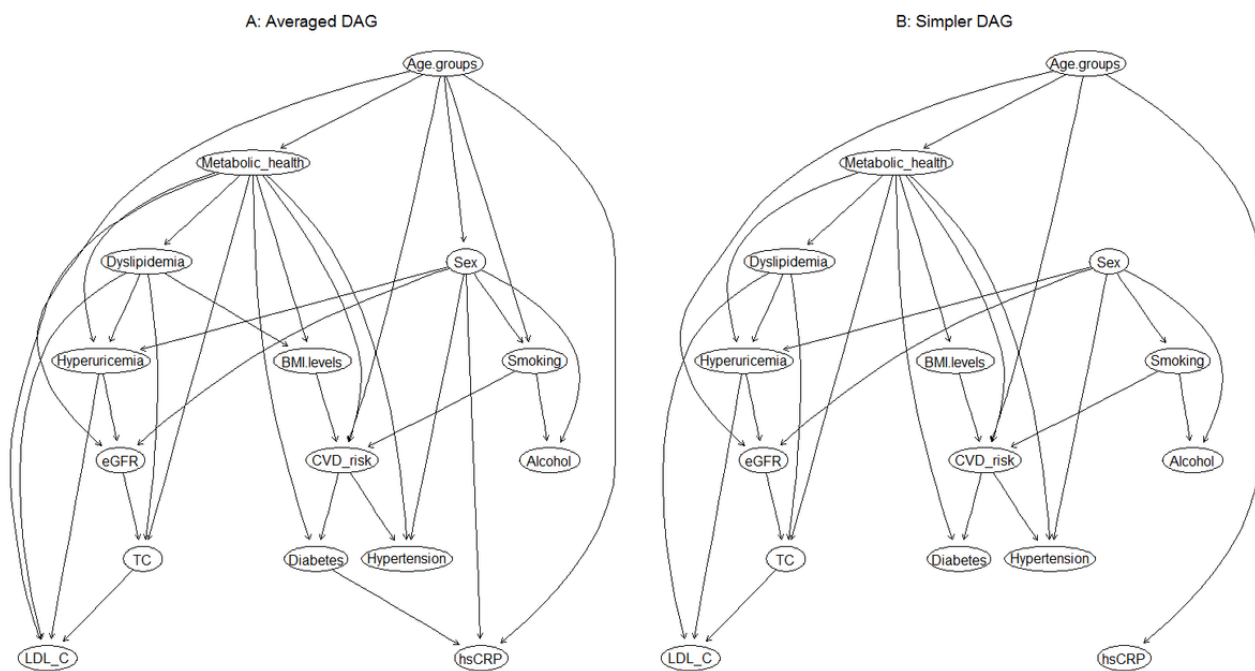 A: Averaged DAG
Age.groups
Metabolic_health
Dyslipidemia
Sex
Hyperuricemia
BMI.levels
Smoking
eGFR
CVD_risk
Alcohol
TC
Diabetes
Hypertension
LDL_C
hsCRP
B: Simpler DAG
Age.groups
Metabolic_health
Dyslipidemia
Sex
Hyperuricemia
BMI.levels
Smoking
eGFR
CVD_risk
Alcohol
TC
Diabetes
Hypertension
LDL_C
hsCRP